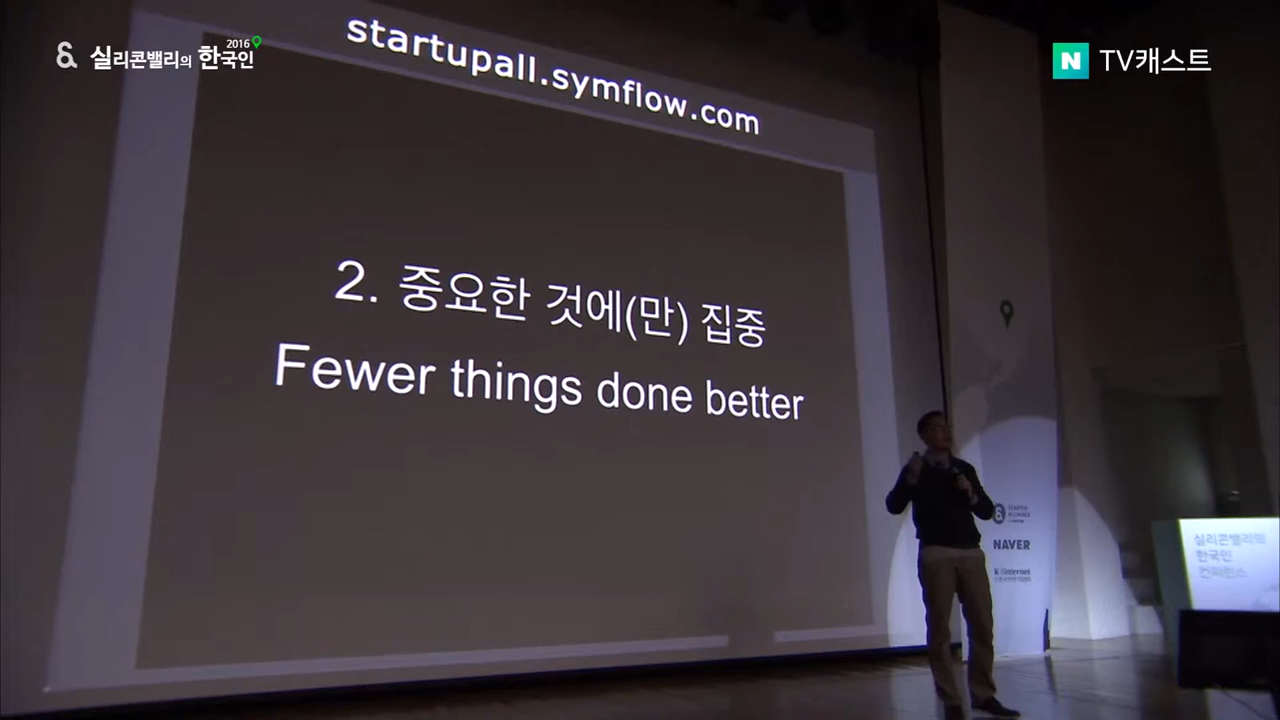 & 실리콘밸리의 한국인 2016
N TV캐스트
startupall.symflow.com
2. 중요한 것에(만) 집중
Fewer things done better
&
NAVER
실리콘밸리의
한국인
컨퍼런스